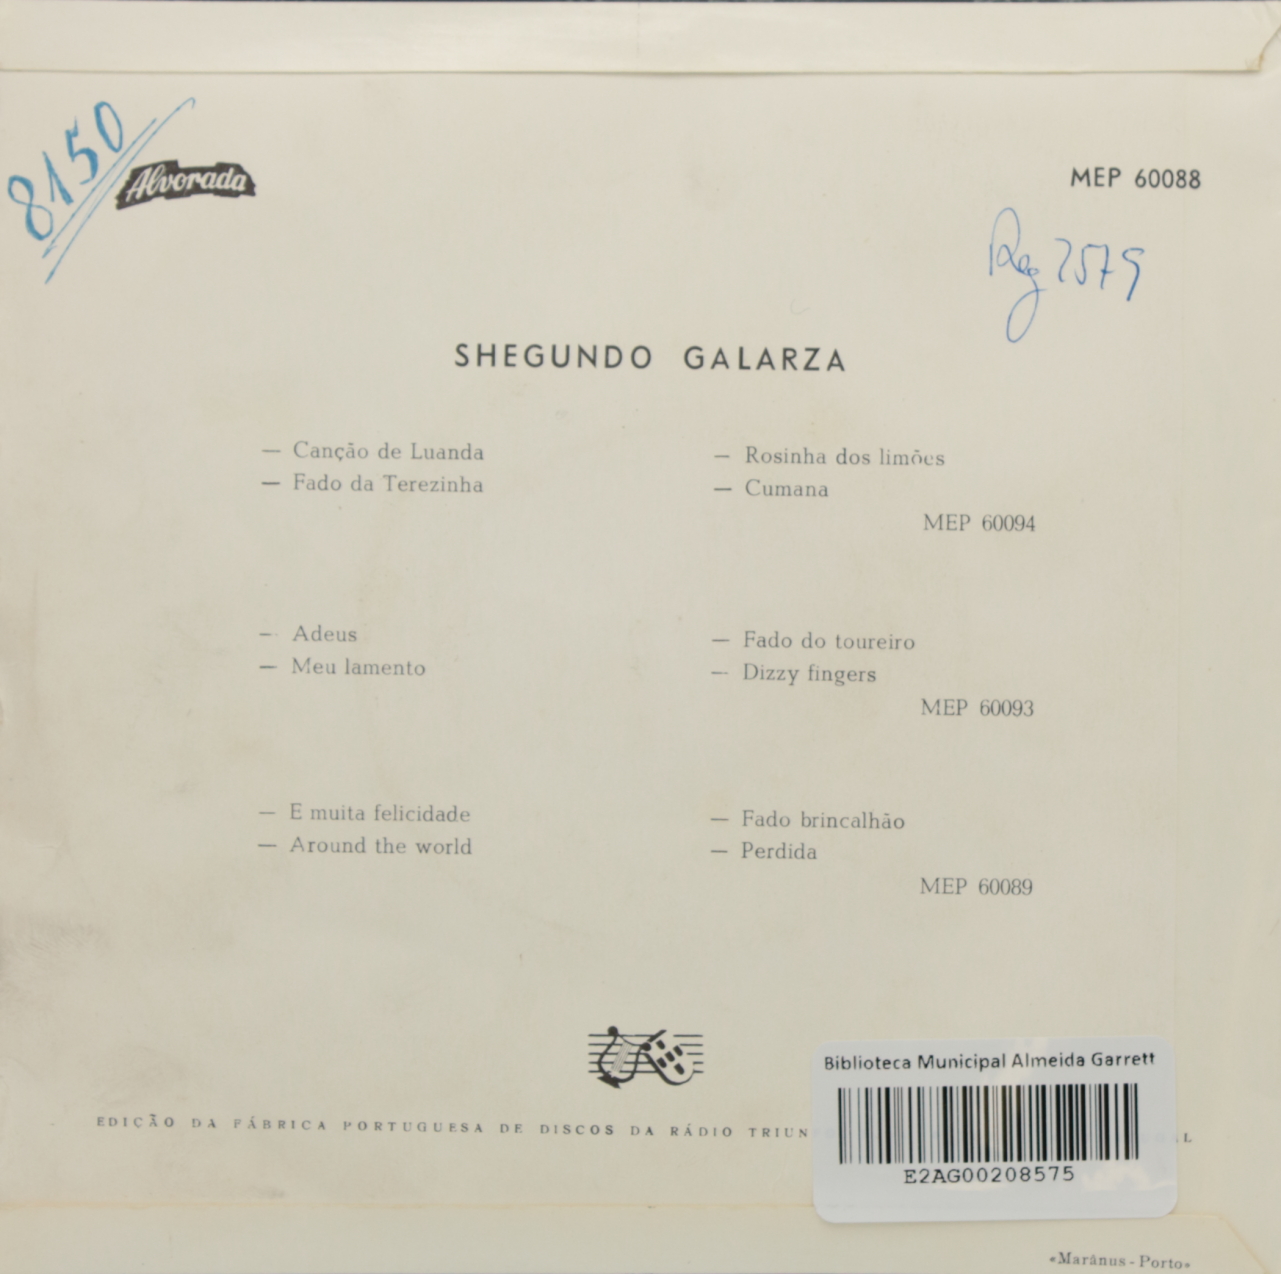 8150
Alvorada
MEP 60088
Reg 2579
SHEGUNDO GALARZA
— Canção de Luanda
— Fado da Terezinha
— Rosinha dos limões
— Cumana
MEP 60094
— Adeus
— Meu lamento
— Fado do toureiro
— Dizzy fingers
MEP 60093
— E muita felicidade
— Around the world
— Fado brincalhão
— Perdida
MEP 60089
Biblioteca Municipal Almeida Garrett
E2AG00208575
EDIÇÃO DA FÁBRICA PORTUGUESA DE DISCOS DA RÁDIO
«Marânus - Porto»